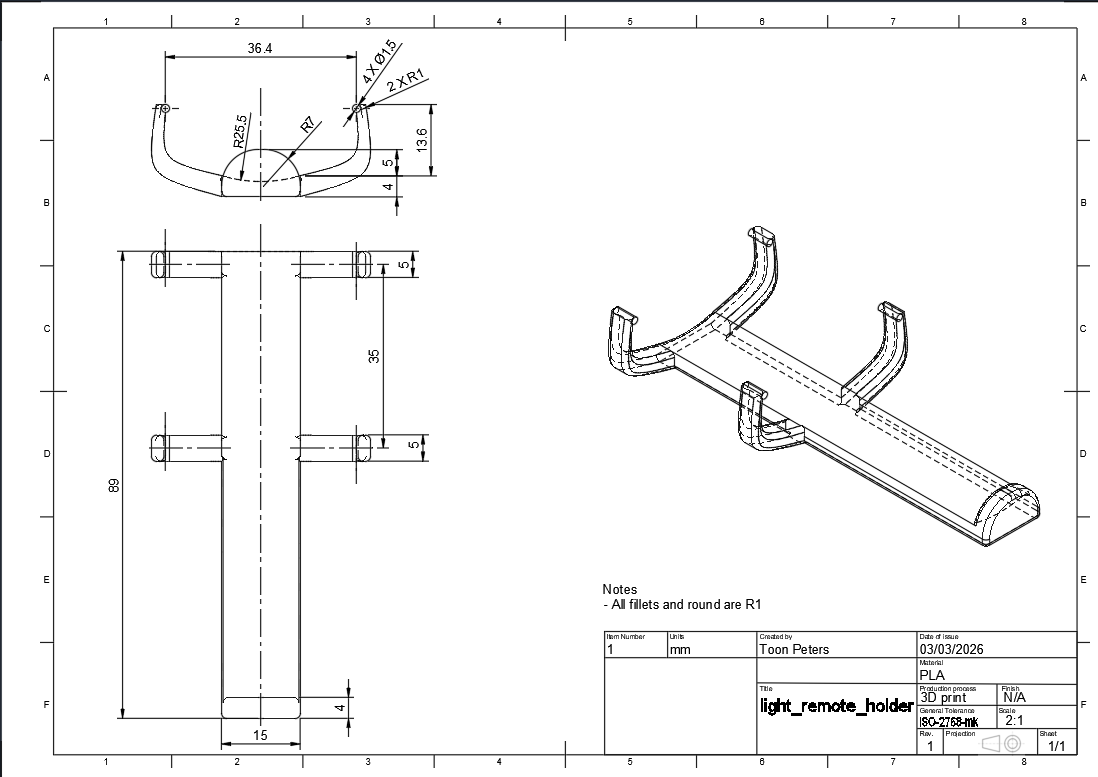 1 2 3 4 5 6 7 8
A A
36.4
4 X Ø1.5
2 X R1
R25.5
R7
13.6
5
4
B B
5
C C
35
D D
5
89
E E
Notes
- All fillets and round are R1
Item Number Units Created by Date of issue
1 mm Toon Peters 03/03/2026
Material
PLA
Title Production process Finish
light_remote_holder 3D print N/A
General Tolerance Scale
ISO-2768-mk 2:1
Rev. Projection Sheet
1 1/1
F F
4
15
1 2 3 4 5 6 7 8